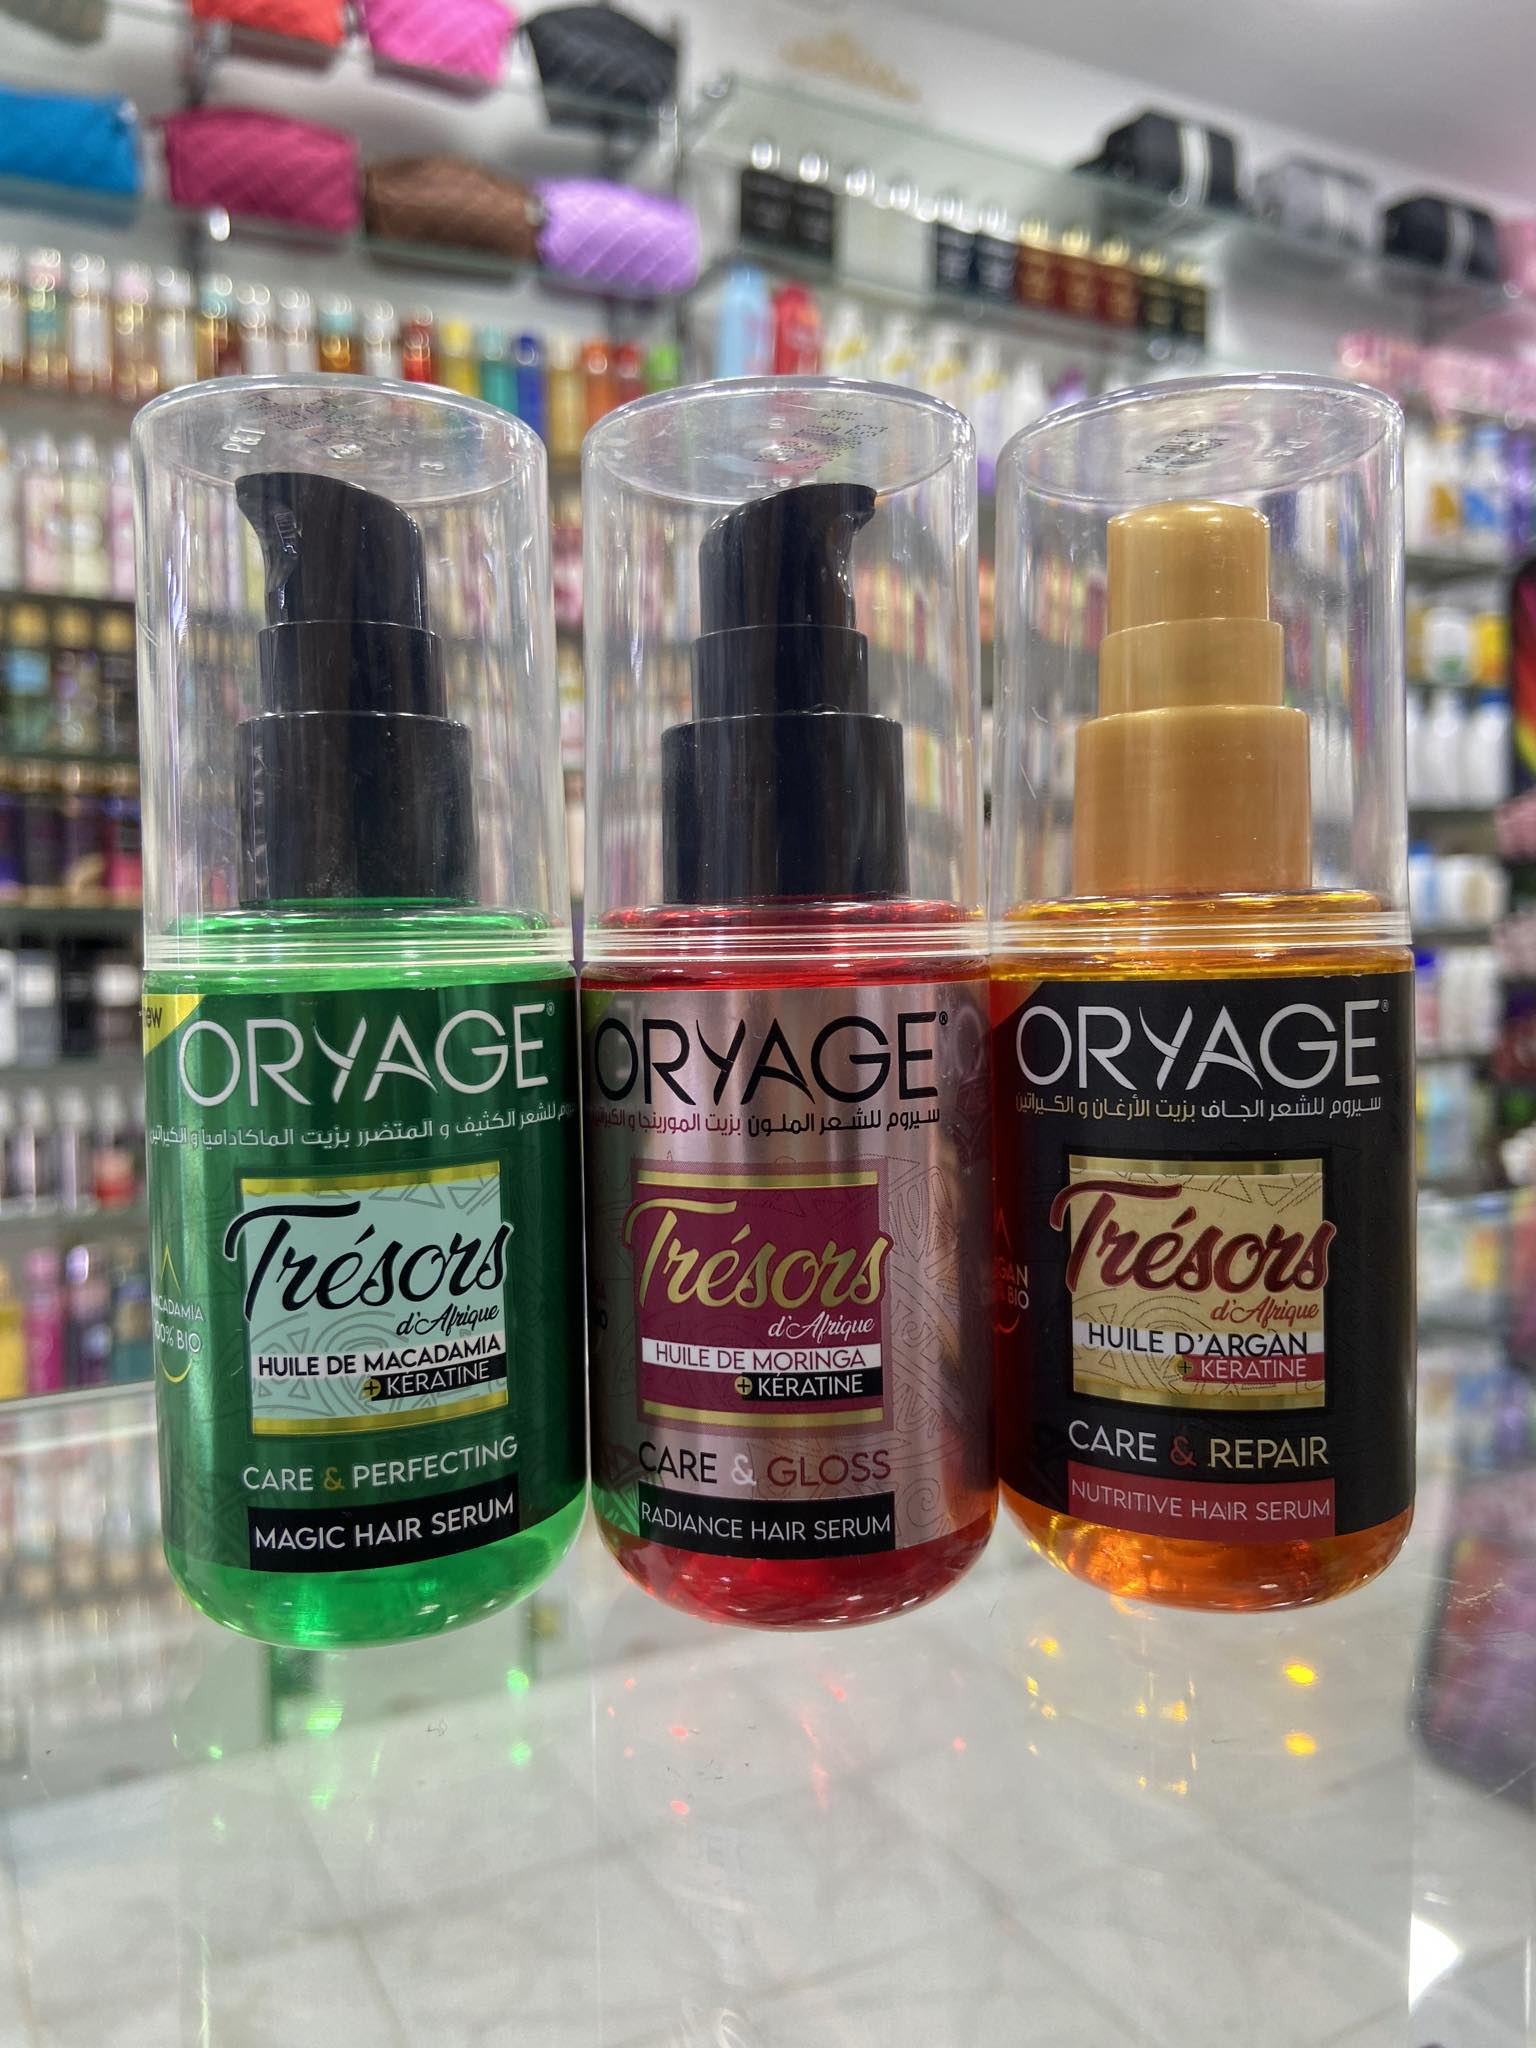 new
ORYAGE®
للشعر الكثيف و المتضرر بزيت الماكاداميا و الكيراتين
MACADAMIA
100% BIO
Trésors
d'Afrique
HUILE DE MACADAMIA
+ KÉRATINE
CARE & PERFECTING
MAGIC HAIR SERUM
ORYAGE®
سيروم للشعر الملون بزيت المورينجا و الكيراتين
Trésors
d'Afrique
HUILE DE MORINGA
+ KÉRATINE
CARE & GLOSS
RADIANCE HAIR SERUM
ORYAGE®
سيروم للشعر الجاف بزيت الأرغان و الكيراتين
BIO
Trésors
d'Afrique
HUILE D'ARGAN
+ KÉRATINE
CARE & REPAIR
NUTRITIVE HAIR SERUM